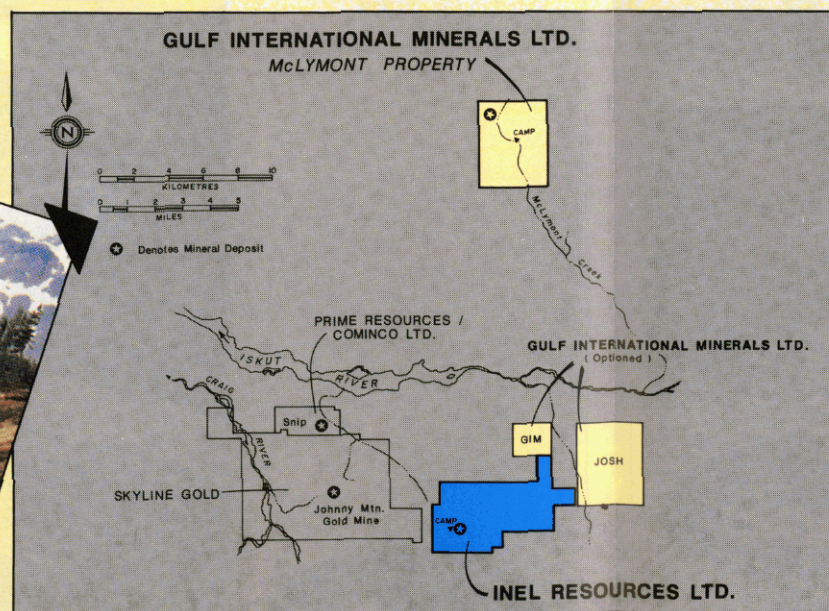 GULF INTERNATIONAL MINERALS LTD.
McLYMONT PROPERTY
N
CAMP
0 2 4 6 8 10
KILOMETRES
0 1 2 3 4 5
MILES
Denotes Mineral Deposit
McLymont Creek
PRIME RESOURCES /
COMINCO LTD.
GULF INTERNATIONAL MINERALS LTD.
( Optioned )
ISKUT RIVER
CRAIG RIVER
Snip
GIM
JOSH
SKYLINE GOLD
Johnny Mtn.
Gold Mine
CAMP
INEL RESOURCES LTD.